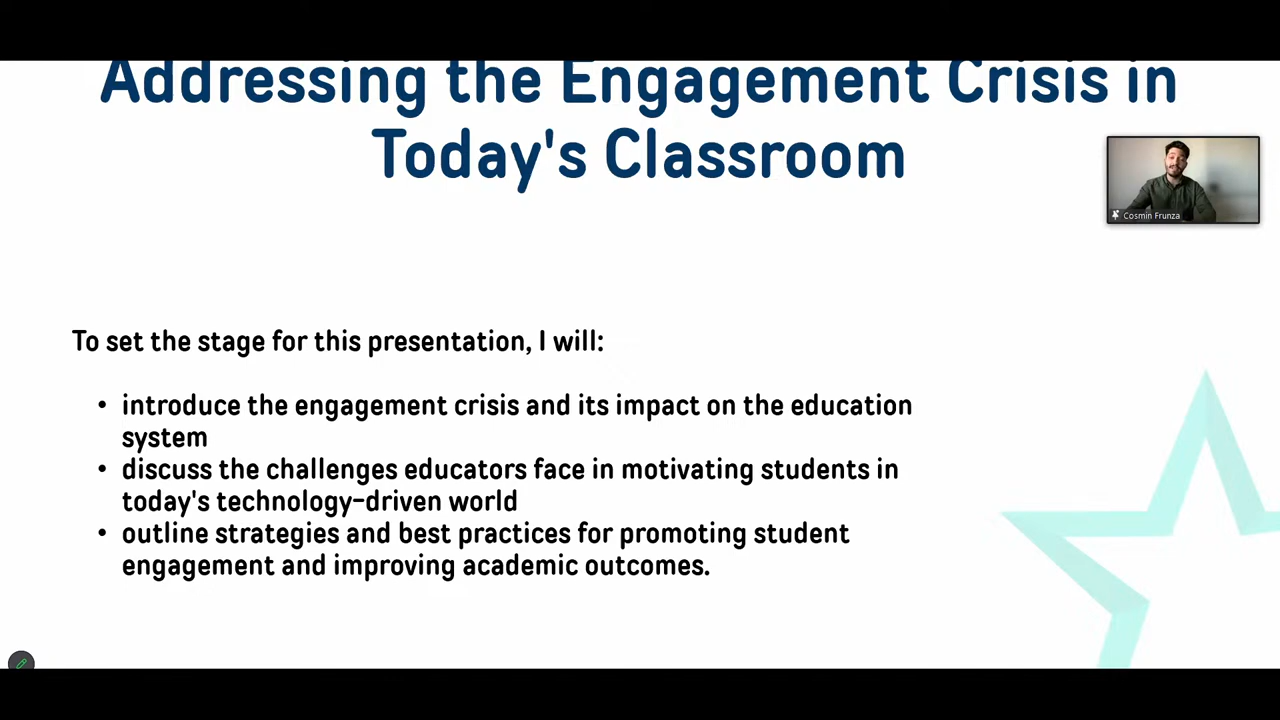 Addressing the Engagement Crisis in
Today's Classroom
Cosmin Frunza
To set the stage for this presentation, I will:
• introduce the engagement crisis and its impact on the education
system
• discuss the challenges educators face in motivating students in
today's technology-driven world
• outline strategies and best practices for promoting student
engagement and improving academic outcomes.